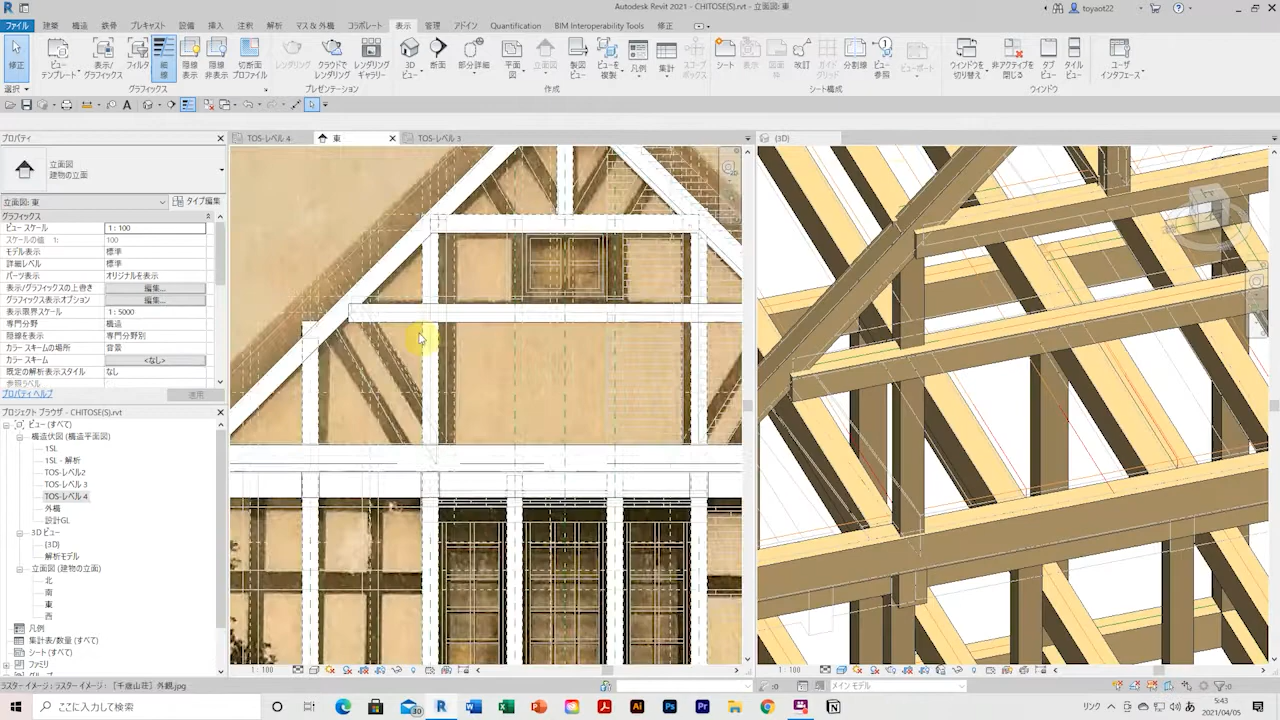 Autodesk Revit 2021 - CHITOSE(S).rvt - 立面図: 東
toyaot22
ファイル 建築 構造 鉄骨 プレキャスト 設備 挿入 注釈 解析 マス & 外構 コラボレート 表示 管理 アドイン Quantification BIM Interoperability Tools 修正
修正
ビュー テンプレート
表示/ グラフィックス
フィルタ
細線
隠線 表示
隠線 非表示
切断面 プロファイル
レンダリング
クラウドで レンダリング
レンダリング ギャラリー
3D ビュー
断面
部分詳細
平面図
立面図
製図 ビュー
ビューを 複製
凡例
集計
スコープ ボックス
シート
表示
図面枠
改訂
ガイド グリッド
分割線
ビュー 参照
ビューポート
ウィンドウを 切り替え
非アクティブを 閉じる
タブ ビュー
タイル ビュー
ユーザ インタフェース
選択 グラフィックス プレゼンテーション 作成 シート構成 ウィンドウ
プロパティ
TOS-レベル 4 東 TOS-レベル 3 (3D)
立面図
建物の立面
立面図: 東 タイプ編集
グラフィックス
ビュー スケール 1 : 100
スケールの値 1: 100
モデル表示 標準
詳細レベル 標準
パーツ表示 オリジナルを表示
表示/グラフィックスの上書き 編集...
グラフィックス表示オプション 編集...
表示限界スケール 1 : 5000
専門分野 構造
隠線を表示 専門分野別
カラー スキームの場所 背景
カラー スキーム <なし>
既定の解析表示スタイル なし
参照ラベル
プロパティ ヘルプ 適用
プロジェクト ブラウザ - CHITOSE(S).rvt
ビュー (すべて)
構造伏図 (構造平面図)
1SL
1SL - 解析
TOS-レベル2
TOS-レベル 3
TOS-レベル 4
外構
設計GL
3D ビュー
(3D)
解析モデル
立面図 (建物の立面)
北
南
東
西
凡例
集計表/数量 (すべて)
シート (すべて)
ファミリ
1 : 100
1 : 100
ラスター イメージ : ラスター イメージ : [千歳山荘] 外観.jpg
:0 メイン モデル :0
ここに入力して検索
リンク
5:43
2021/04/05